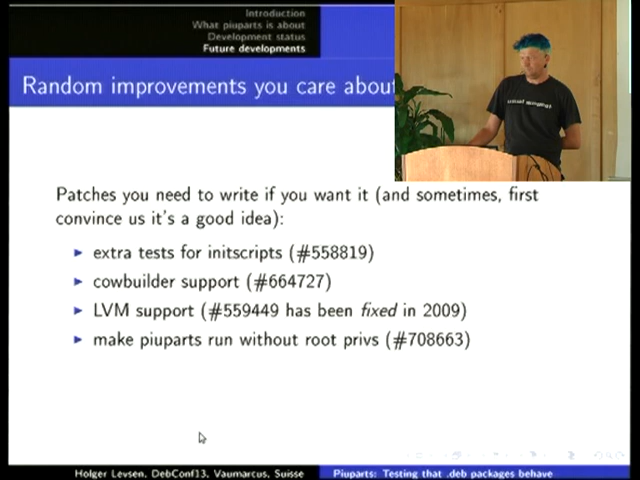 Introduction
What piuparts is about
Development status
Future developments
Random improvements you care about
Patches you need to write if you want it (and sometimes, first
convince us it's a good idea):
extra tests for initscripts (#558819)
cowbuilder support (#664727)
LVM support (#559449 has been fixed in 2009)
make piuparts run without root privs (#708663)
Holger Levsen, DebConf13, Vaumarcus, Suisse
Piuparts: Testing that .deb packages behave